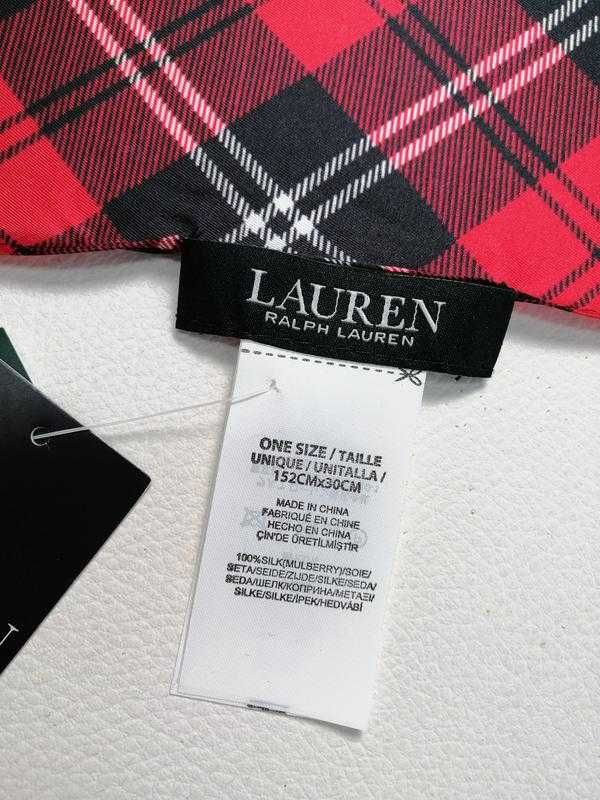 LAUREN
RALPH LAUREN
ONE SIZE / TAILLE
UNIQUE / UNITALLA /
152CMx30CM
MADE IN CHINA
FABRIQUÉ EN CHINE
HECHO EN CHINA
ÇIN'DE ÜRETİLMİŞTİR
100%SILK(MULBERRY)/SOIE/
SETA/SEIDE/ZIJDE/SILKE/SEDA/
SEDA/ШЕЛК/КОПРИНА/ΜΕΤΑΞΙ/
SILKE/SILKE/İPEK/HEDVÁBÍ